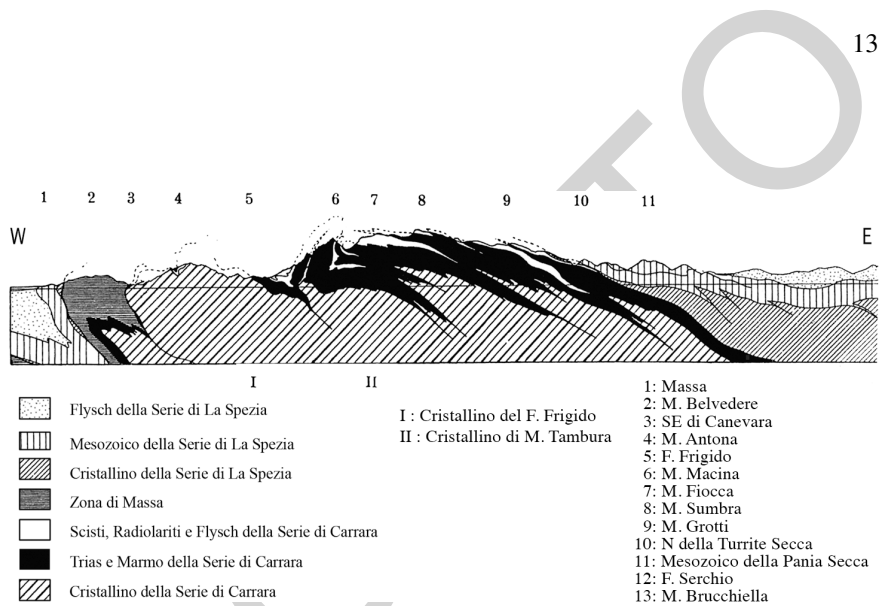 13
1 2 3 4 5 6 7 8 9 10 11
W E
I II
Flysch della Serie di La Spezia
Mesozoico della Serie di La Spezia
Cristallino della Serie di La Spezia
Zona di Massa
Scisti, Radiolariti e Flysch della Serie di Carrara
Trias e Marmo della Serie di Carrara
Cristallino della Serie di Carrara
I : Cristallino del F. Frigido
II : Cristallino di M. Tambura
1: Massa
2: M. Belvedere
3: SE di Canevara
4: M. Antona
5: F. Frigido
6: M. Macina
7: M. Fiocca
8: M. Sumbra
9: M. Grotti
10: N della Turrite Secca
11: Mesozoico della Pania Secca
12: F. Serchio
13: M. Brucchiella